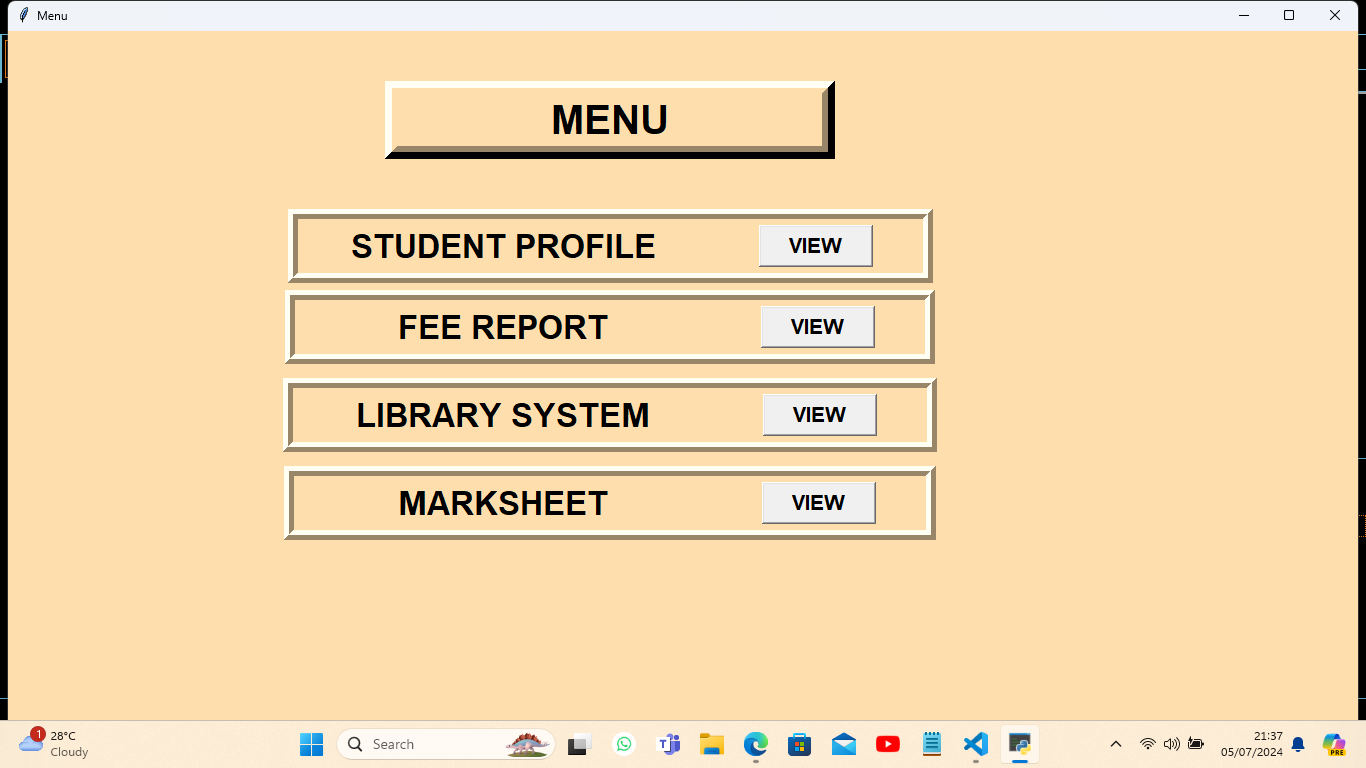 Menu
MENU
STUDENT PROFILE VIEW
FEE REPORT VIEW
LIBRARY SYSTEM VIEW
MARKSHEET VIEW
1
28°C
Cloudy
Search
T
PRE
21:37
05/07/2024